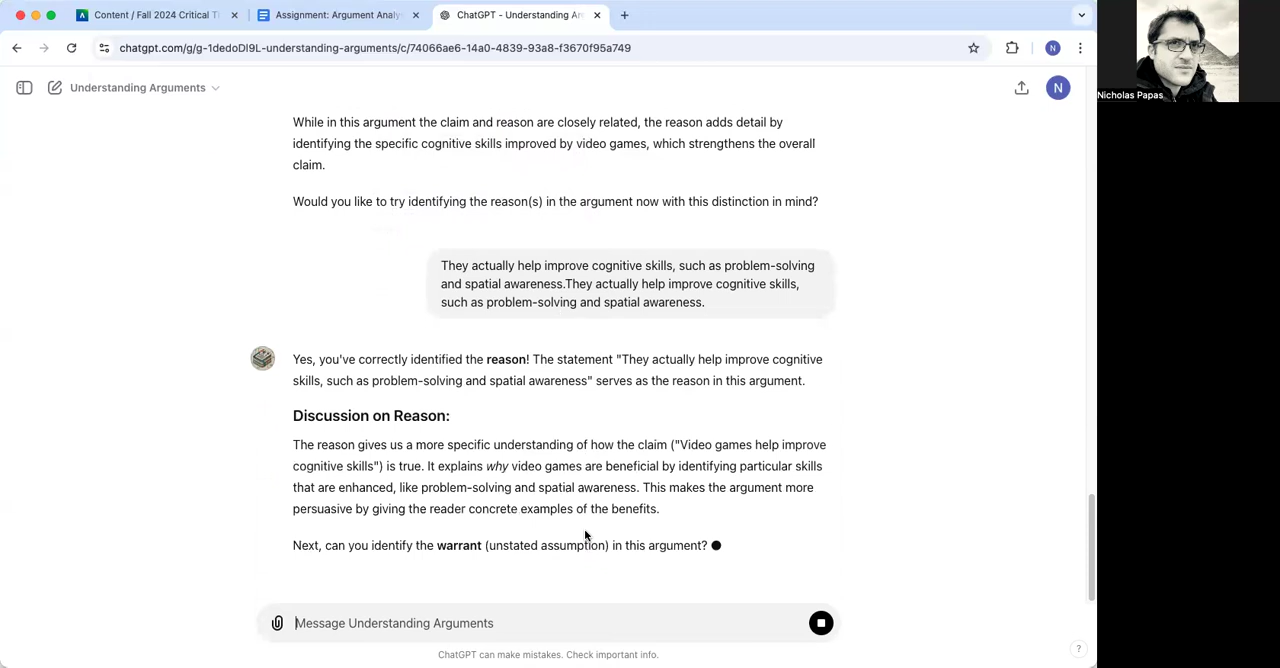 Content / Fall 2024 Critical T
Assignment: Argument Analys
ChatGPT - Understanding Ar
chatgpt.com/g/g-1dedoDI9L-understanding-arguments/c/74066ae6-14a0-4839-93a8-f3670f95a749
N
Nicholas Papas
Understanding Arguments
N
While in this argument the claim and reason are closely related, the reason adds detail by
identifying the specific cognitive skills improved by video games, which strengthens the overall
claim.
Would you like to try identifying the reason(s) in the argument now with this distinction in mind?
They actually help improve cognitive skills, such as problem-solving
and spatial awareness.They actually help improve cognitive skills,
such as problem-solving and spatial awareness.
Yes, you've correctly identified the reason! The statement "They actually help improve cognitive
skills, such as problem-solving and spatial awareness" serves as the reason in this argument.
Discussion on Reason:
The reason gives us a more specific understanding of how the claim ("Video games help improve
cognitive skills") is true. It explains why video games are beneficial by identifying particular skills
that are enhanced, like problem-solving and spatial awareness. This makes the argument more
persuasive by giving the reader concrete examples of the benefits.
Next, can you identify the warrant (unstated assumption) in this argument?
Message Understanding Arguments
ChatGPT can make mistakes. Check important info.
?